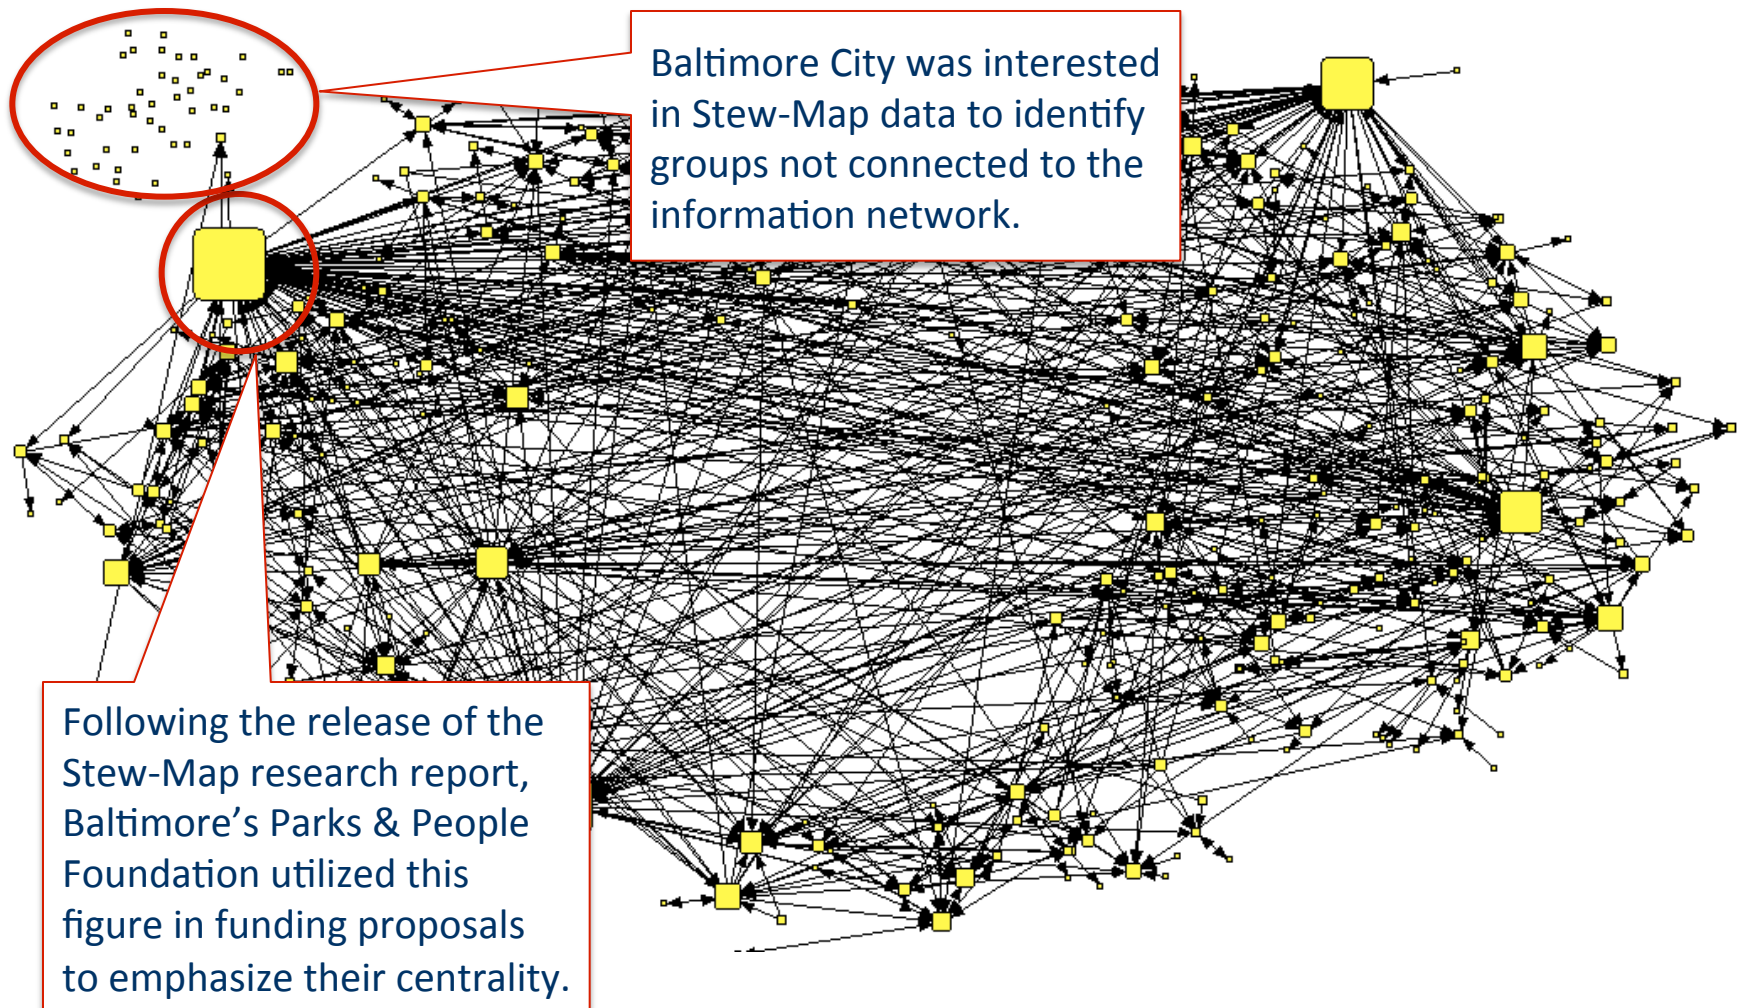 Baltimore City was interested
in Stew-Map data to identify
groups not connected to the
information network.
Following the release of the
Stew-Map research report,
Baltimore’s Parks & People
Foundation utilized this
figure in funding proposals
to emphasize their centrality.